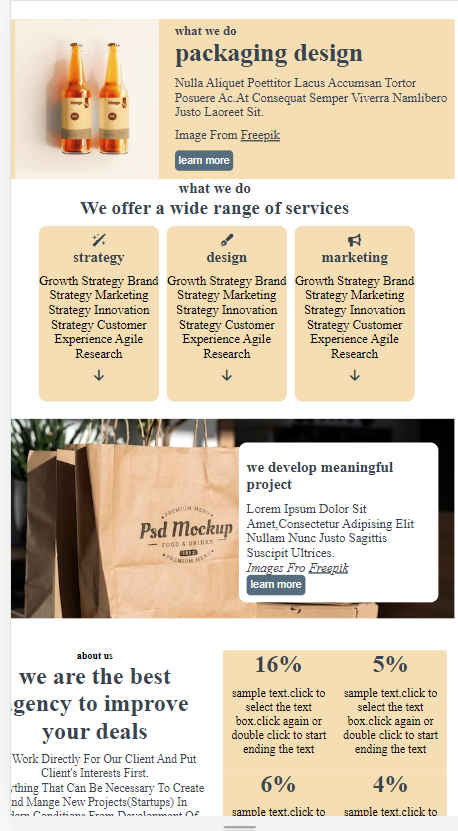 what we do
packaging design
Nulla Aliquet Poettitor Lacus Accumsan Tortor
Posuere Ac.At Consequat Semper Viverra Namlibero
Justo Laoreet Sit.
Image From Freepik
learn more
what we do
We offer a wide range of services
strategy
Growth Strategy Brand
Strategy Marketing
Strategy Innovation
Strategy Customer
Experience Agile
Research
design
Growth Strategy Brand
Strategy Marketing
Strategy Innovation
Strategy Customer
Experience Agile
Research
marketing
Growth Strategy Brand
Strategy Marketing
Strategy Innovation
Strategy Customer
Experience Agile
Research
PREMIUM MENU
Psd Mockup
FOOD & DRINKS
PREMIUM MENU
we develop meaningful
project
Lorem Ipsum Dolor Sit
Amet,Consectetur Adipising Elit
Nullam Nunc Justo Sagittis
Suscipit Ultrices.
Images Fro Freepik
learn more
about us
we are the best
gency to improve
your deals
Work Directly For Our Client And Put
Client's Interests First.
ything That Can Be Necessary To Create
nd Mange New Projects(Startups) In
dern Conditions From Development Of
16%
sample text.click to
select the text
box.click again or
double click to start
ending the text
5%
sample text.click to
select the text
box.click again or
double click to start
ending the text
6%
sample text.click to
4%
sample text.click to